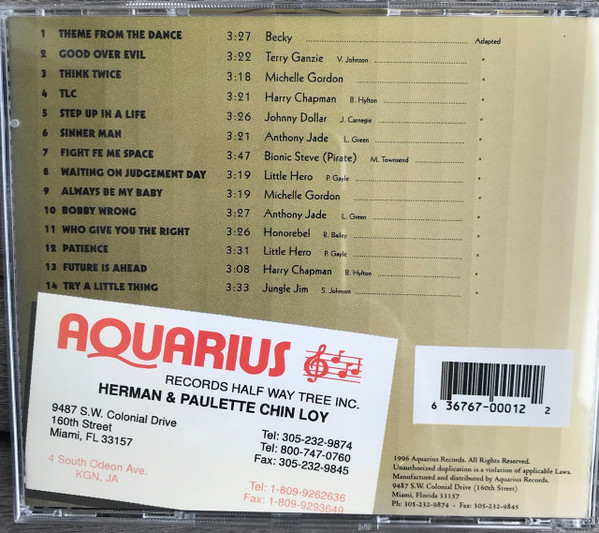 1 THEME FROM THE DANCE 3:27 Becky Adapted
2 GOOD OVER EVIL 3:22 Terry Ganzie V. Johnson "
3 THINK TWICE 3:18 Michelle Gordon "
4 TLC 3:21 Harry Chapman B. Hylton "
5 STEP UP IN A LIFE 3:26 Johnny Dollar J. Carnegie "
6 SINNER MAN 3:21 Anthony Jade L. Green "
7 FIGHT FE ME SPACE 3:47 Bionic Steve (Pirate) M. Townsend "
8 WAITING ON JUDGEMENT DAY 3:19 Little Hero P. Gayle "
9 ALWAYS BE MY BABY 3:19 Michelle Gordon "
10 BOBBY WRONG 3:27 Anthony Jade L. Green "
11 WHO GIVE YOU THE RIGHT 3:26 Honorebel R. Bailey "
12 PATIENCE 3:31 Little Hero P. Gayle "
13 FUTURE IS AHEAD 3:08 Harry Chapman B. Hylton "
14 TRY A LITTLE THING 3:33 Jungle Jim S. Johnson "
AQUARIUS
RECORDS HALF WAY TREE INC.
HERMAN & PAULETTE CHIN LOY
9487 S.W. Colonial Drive
160th Street
Miami, FL 33157
Tel: 305-232-9874
Tel: 800-747-0760
Fax: 305-232-9845
4 South Odeon Ave.
KGN, JA
Tel: 1-809-9262636
Fax: 1-809-9293649
6 36767-00012 2
1996 Aquarius Records. All Rights Reserved.
Unauthorized duplication is a violation of applicable Laws.
Manufactured and distributed by Aquarius Records.
9487 S.W. Colonial Drive (160th Street)
Miami, Florida 33157
Ph: 305-232-9874 - Fax: 305-232-9845